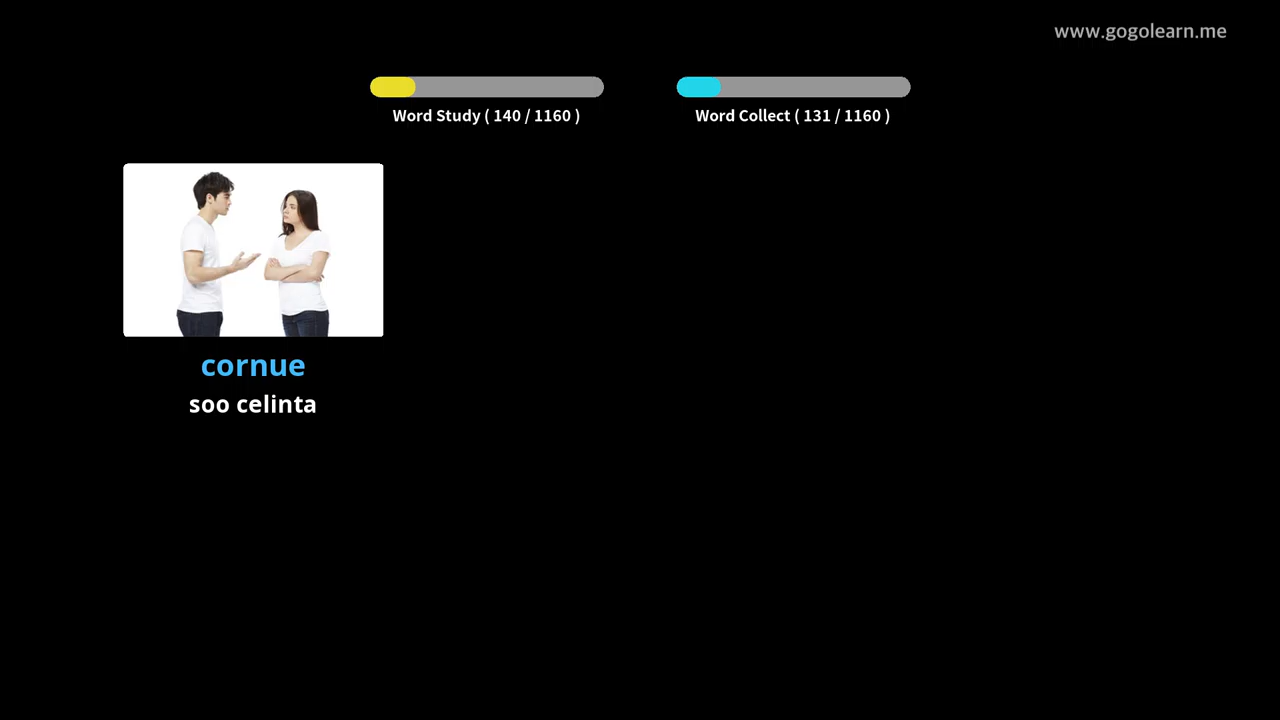 www.gogolearn.me
Word Study ( 140 / 1160 )
Word Collect ( 131 / 1160 )
cornue
soo celinta